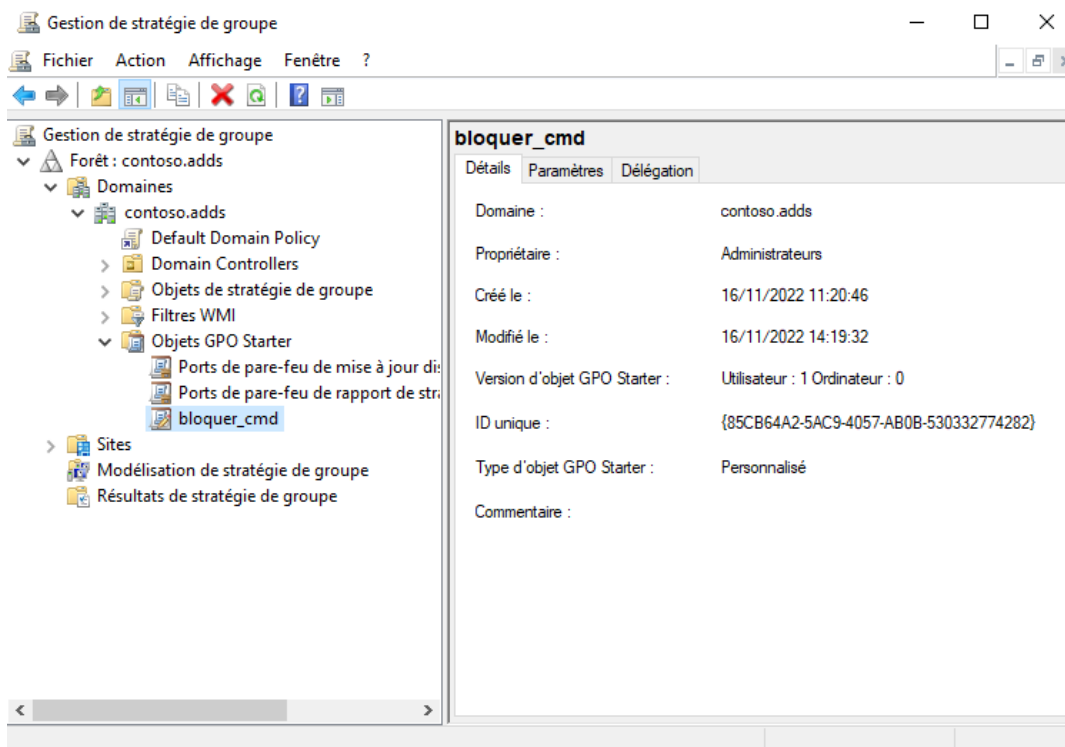 Gestion de stratégie de groupe
Fichier Action Affichage Fenêtre ?
Gestion de stratégie de groupe
Forêt : contoso.adds
Domaines
contoso.adds
Default Domain Policy
Domain Controllers
Objets de stratégie de groupe
Filtres WMI
Objets GPO Starter
Ports de pare-feu de mise à jour
Ports de pare-feu de rapport de
bloquer_cmd
Sites
Modélisation de stratégie de groupe
Résultats de stratégie de groupe
bloquer_cmd
Détails Paramètres Délégation
Domaine : contoso.adds
Propriétaire : Administrateurs
Créé le : 16/11/2022 11:20:46
Modifié le : 16/11/2022 14:19:32
Version d'objet GPO Starter : Utilisateur : 1 Ordinateur : 0
ID unique : {85CB64A2-5AC9-4057-AB0B-530332774282}
Type d'objet GPO Starter : Personnalisé
Commentaire :